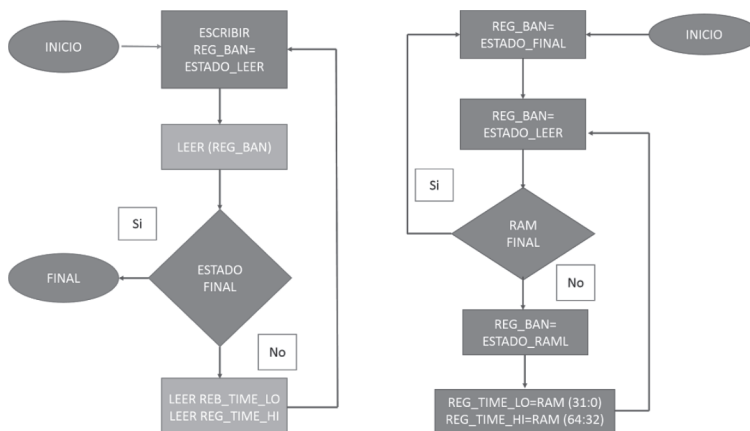 INICIO
ESCRIBIR
REG_BAN=
ESTADO_LEER
LEER (REG_BAN)
Si
ESTADO
FINAL
FINAL
No
LEER REB_TIME_LO
LEER REG_TIME_HI
REG_BAN=
ESTADO_FINAL
INICIO
REG_BAN=
ESTADO_LEER
Si
RAM
FINAL
No
REG_BAN=
ESTADO_RAML
REG_TIME_LO=RAM (31:0)
REG_TIME_HI=RAM (64:32)